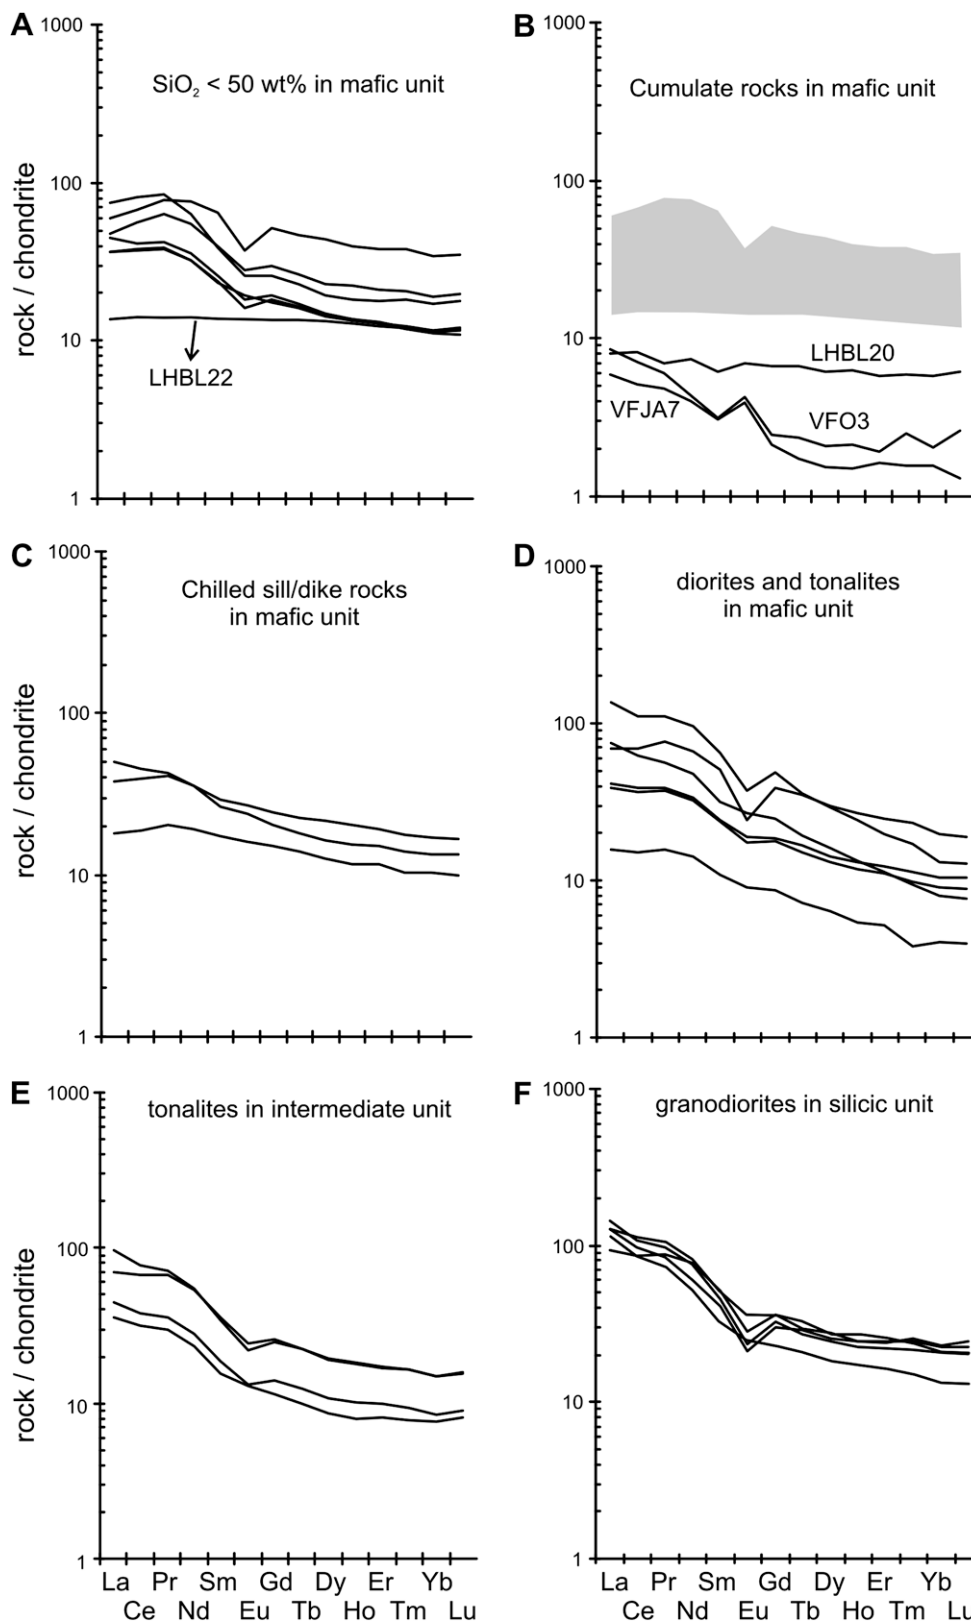 A
1000
SiO₂ < 50 wt% in mafic unit
100
10
1
rock / chondrite
LHBL22
B
1000
Cumulate rocks in mafic unit
100
10
1
LHBL20
VFJA7
VFO3
C
1000
Chilled sill/dike rocks
in mafic unit
100
10
1
rock / chondrite
D
1000
diorites and tonalites
in mafic unit
100
10
1
E
1000
tonalites in intermediate unit
100
10
1
rock / chondrite
La Pr Sm Gd Dy Er Yb
Ce Nd Eu Tb Ho Tm Lu
F
1000
granodiorites in silicic unit
100
10
1
La Pr Sm Gd Dy Er Yb
Ce Nd Eu Tb Ho Tm Lu